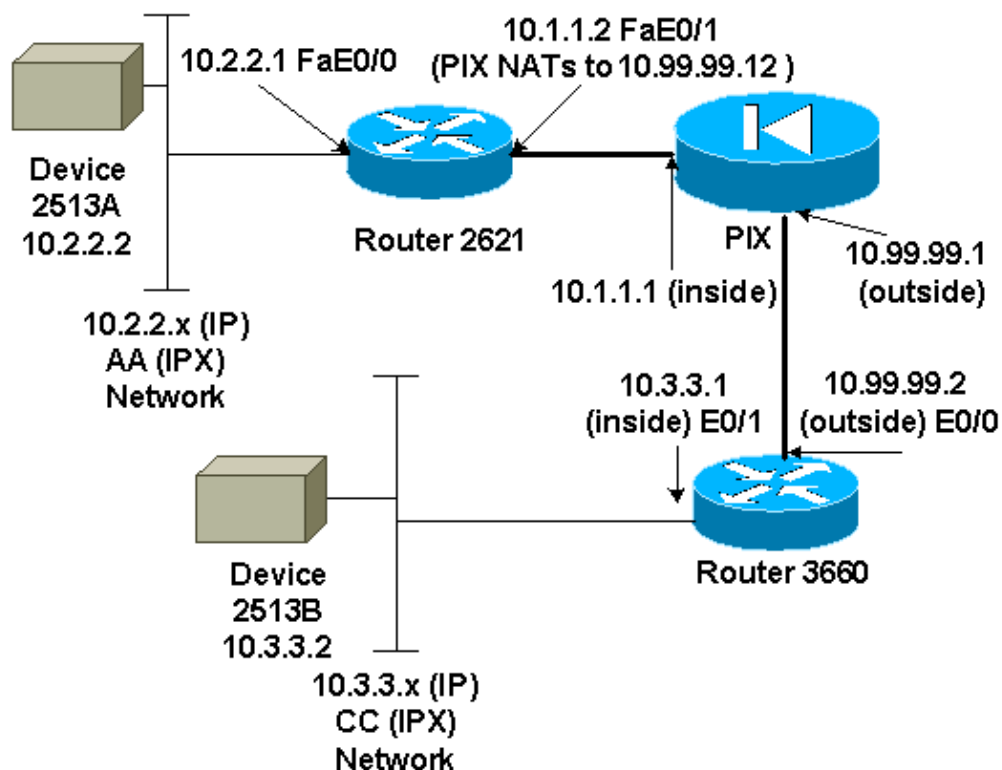 10.2.2.1 FaE0/0
10.1.1.2 FaE0/1
(PIX NATs to 10.99.99.12 )
Device
2513A
10.2.2.2
Router 2621
PIX
10.99.99.1
(outside)
10.1.1.1 (inside)
10.2.2.x (IP)
AA (IPX)
Network
10.3.3.1
(inside) E0/1
10.99.99.2
(outside) E0/0
Device
2513B
10.3.3.2
Router 3660
10.3.3.x (IP)
CC (IPX)
Network